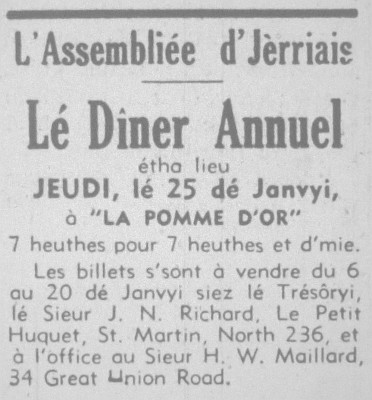 L'Assembliée d'Jèrriais
Lé Dîner Annuel
étha lieu
JEUDI, lé 25 dé Janvyi,
à "LA POMME D'OR"
7 heuthes pour 7 heuthes et d'mie.
Les billets s'sont à vendre du 6
au 20 dé Janvyi siez lé Trésôryi,
lé Sieur J. N. Richard, Le Petit
Huquet, St. Martin, North 236, et
à l'office au Sieur H. W. Maillard,
34 Great Union Road.